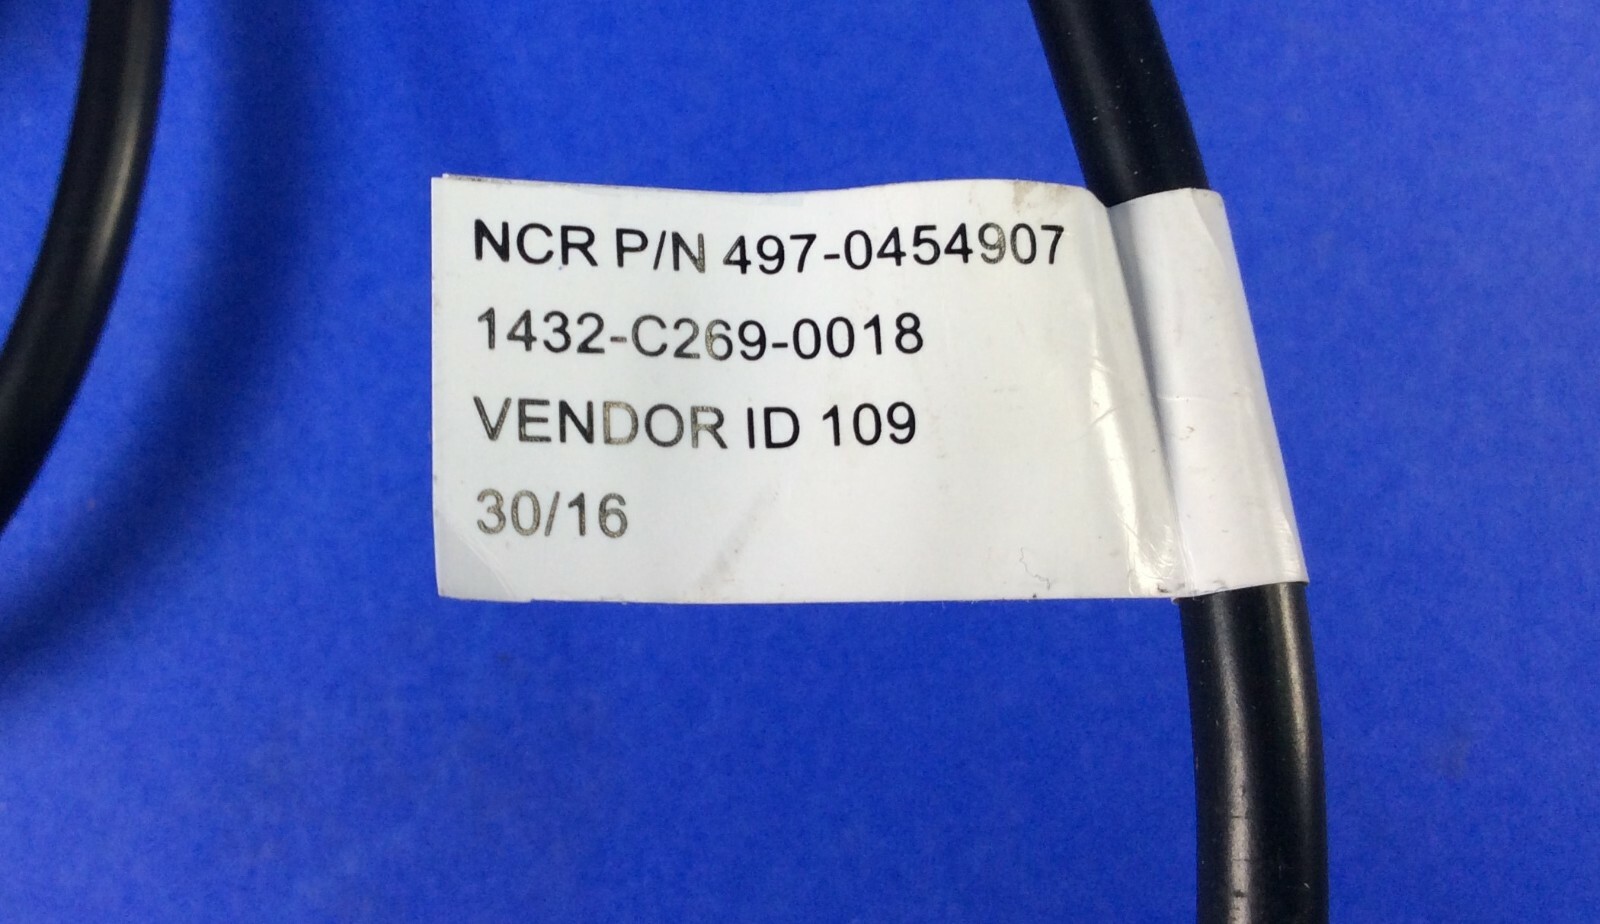 NCR P/N 497-0454907
1432-C269-0018
VENDOR ID 109
30/16